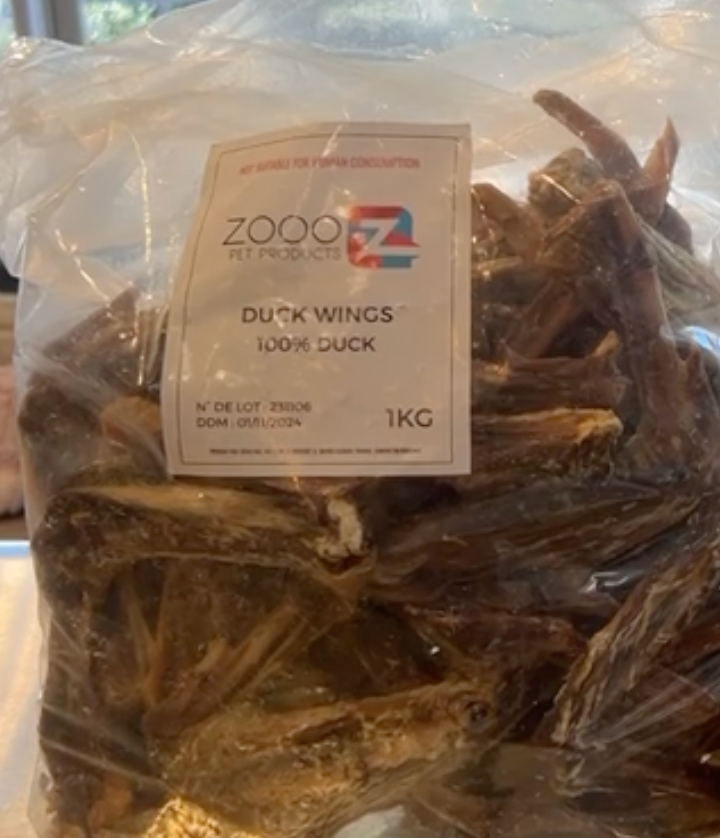 NOT SUITABLE FOR HUMAN CONSUMPTION
ZOOO Z
PET PRODUCTS
DUCK WINGS
100% DUCK
N° DE LOT : 231106
DDM : 01/11/2024
1KG